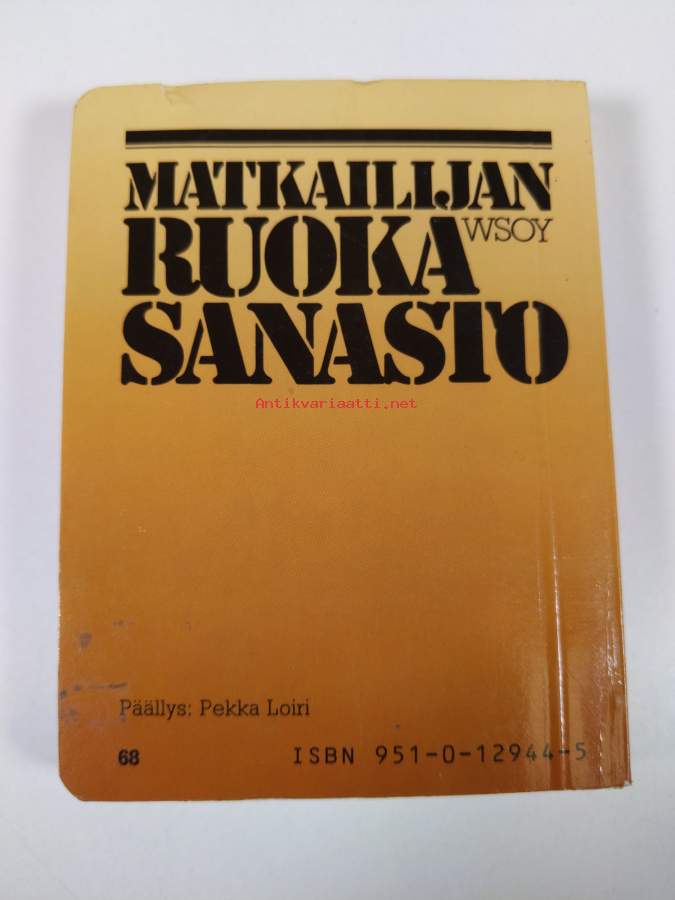 MATKAILIJAN
RUOKA WSOY
SANASTO
Antikvariaatti.net
Päällys: Pekka Loiri
68 ISBN 951-0-12944-5